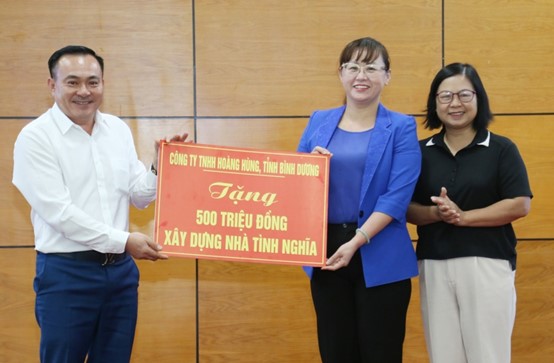 CÔNG TY TNHH HOÀNG HÙNG, TỈNH BÌNH DƯƠNG
Tặng
500 TRIỆU ĐỒNG
XÂY DỰNG NHÀ TÌNH NGHĨA